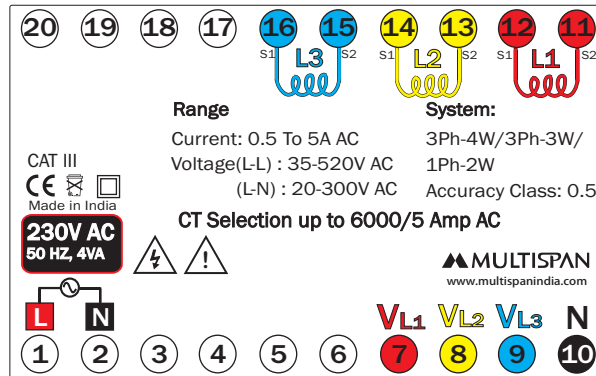 20 19 18 17 16 15 14 13 12 11
S1 L3 S2 S1 L2 S2 S1 L1 S2
Range
Current: 0.5 To 5A AC
Voltage(L-L) : 35-520V AC
(L-N) : 20-300V AC
System:
3Ph-4W/3Ph-3W/
1Ph-2W
Accuracy Class: 0.5
CAT III
CE
Made in India
CT Selection up to 6000/5 Amp AC
230V AC
50 HZ, 4VA
MULTISPAN
www.multispanindia.com
L N VL1 VL2 VL3 N
1 2 3 4 5 6 7 8 9 10